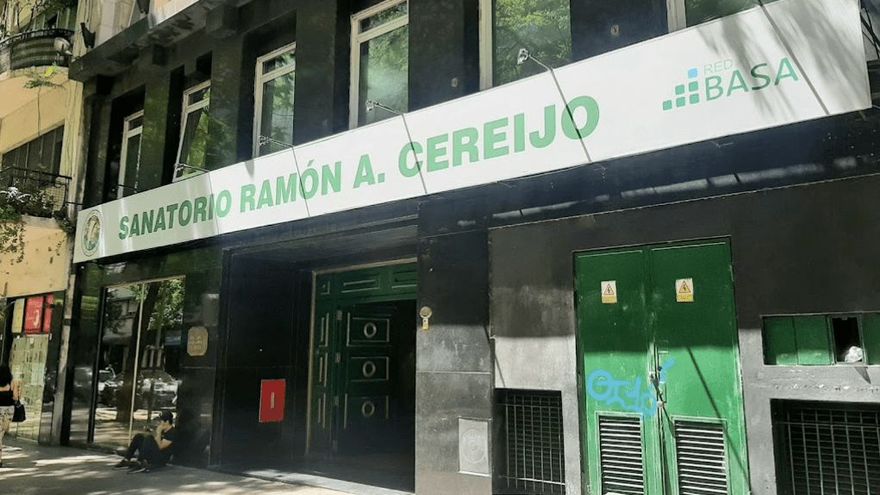 SANATORIO RAMÓN A. CEREIJO
RED
BASA